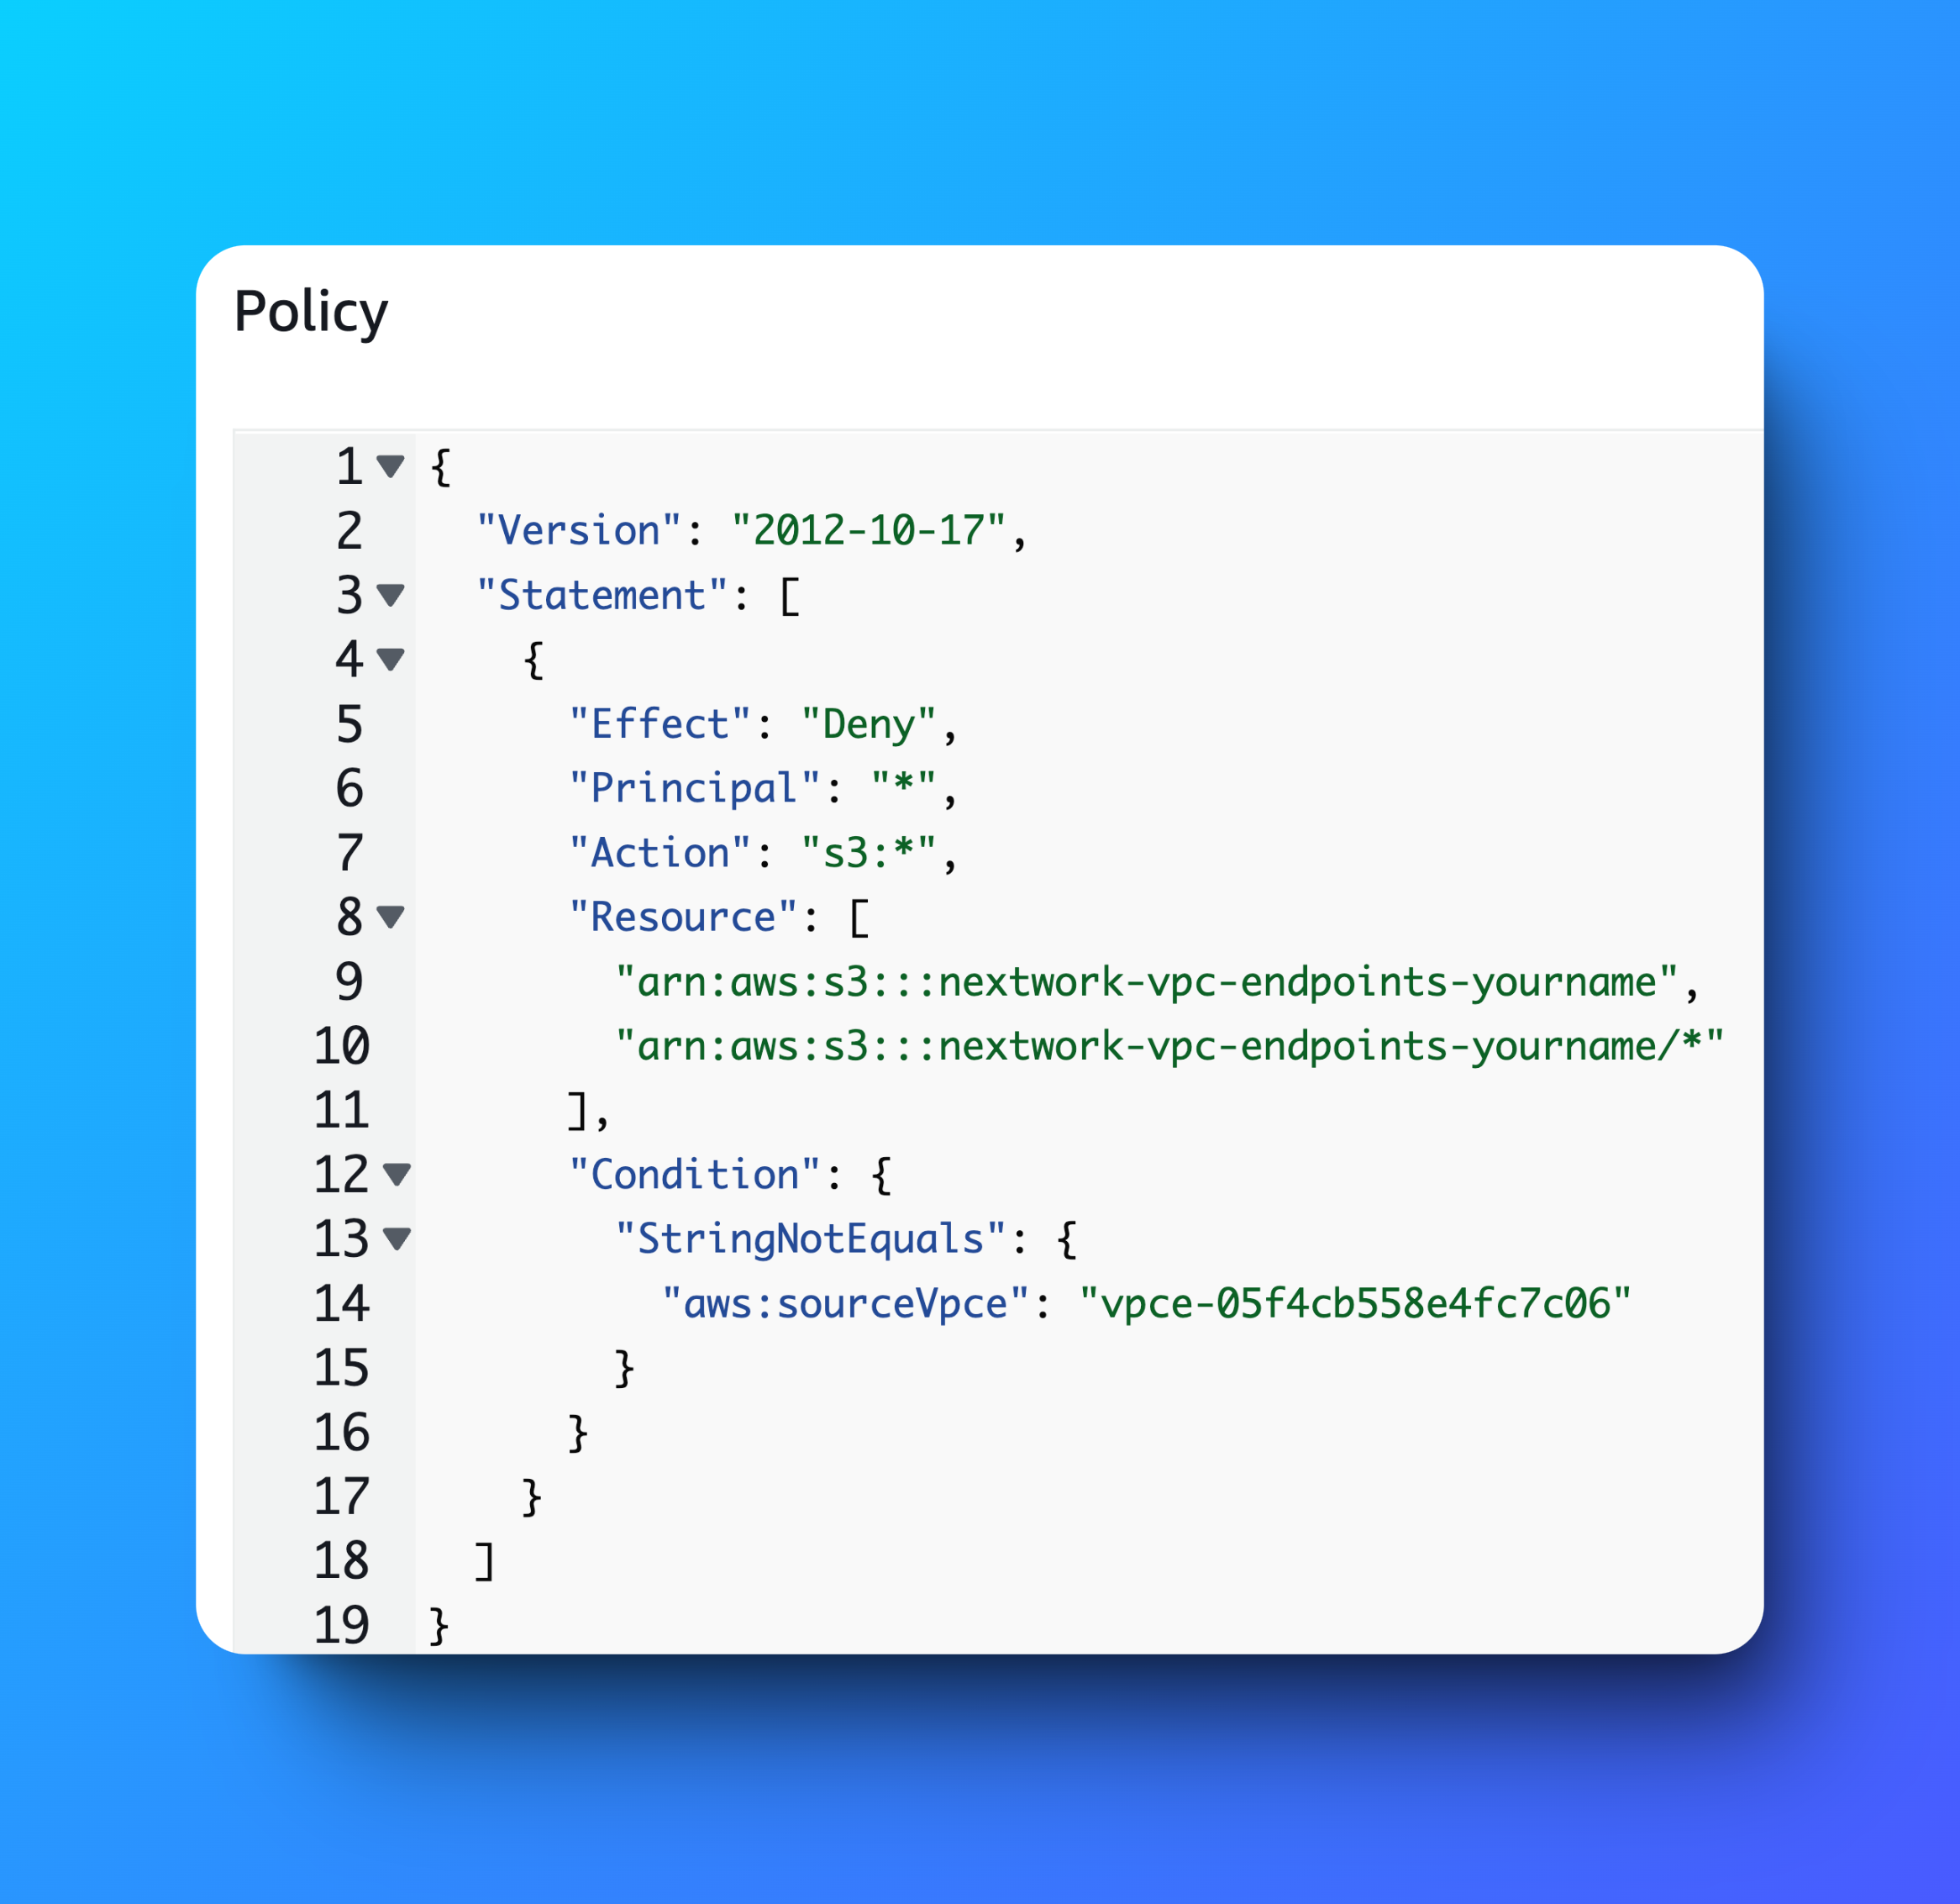 Policy
1 {
2   "Version": "2012-10-17",
3   "Statement": [
4     {
5       "Effect": "Deny",
6       "Principal": "*",
7       "Action": "s3:*",
8       "Resource": [
9         "arn:aws:s3:::nextwork-vpc-endpoints-yourname",
10         "arn:aws:s3:::nextwork-vpc-endpoints-yourname/*"
11       ],
12       "Condition": {
13         "StringNotEquals": {
14           "aws:sourceVpce": "vpce-05f4cb558e4fc7c06"
15         }
16       }
17     }
18   ]
19 }